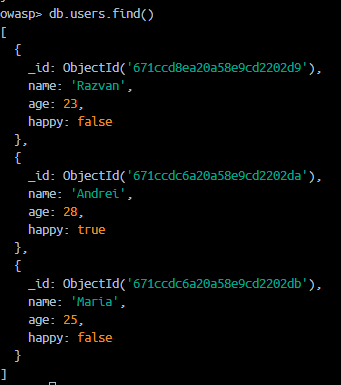 owasp> db.users.find()
[
  {
    _id: ObjectId('671ccd8ea20a58e9cd2202d9'),
    name: 'Razvan',
    age: 23,
    happy: false
  },
  {
    _id: ObjectId('671ccdc6a20a58e9cd2202da'),
    name: 'Andrei',
    age: 28,
    happy: true
  },
  {
    _id: ObjectId('671ccdc6a20a58e9cd2202db'),
    name: 'Maria',
    age: 25,
    happy: false
  }
]